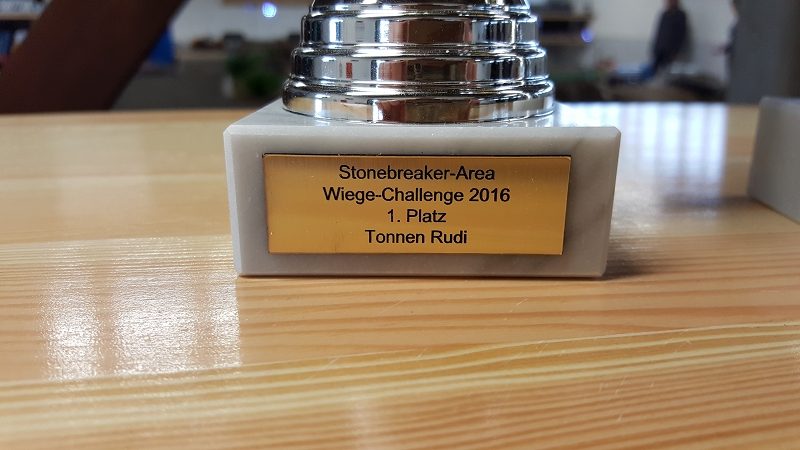 Stonebreaker-Area
Wiege-Challenge 2016
1. Platz
Tonnen Rudi